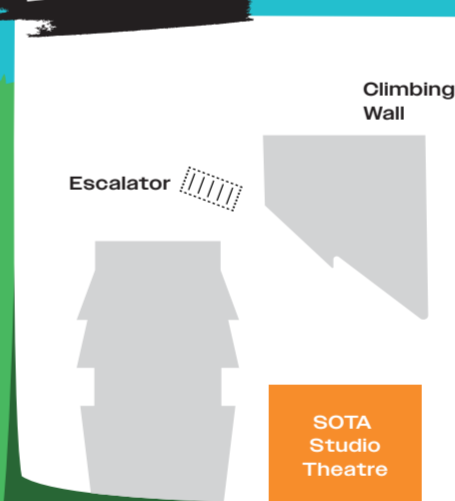 Climbing
Wall
Escalator
SOTA
Studio
Theatre